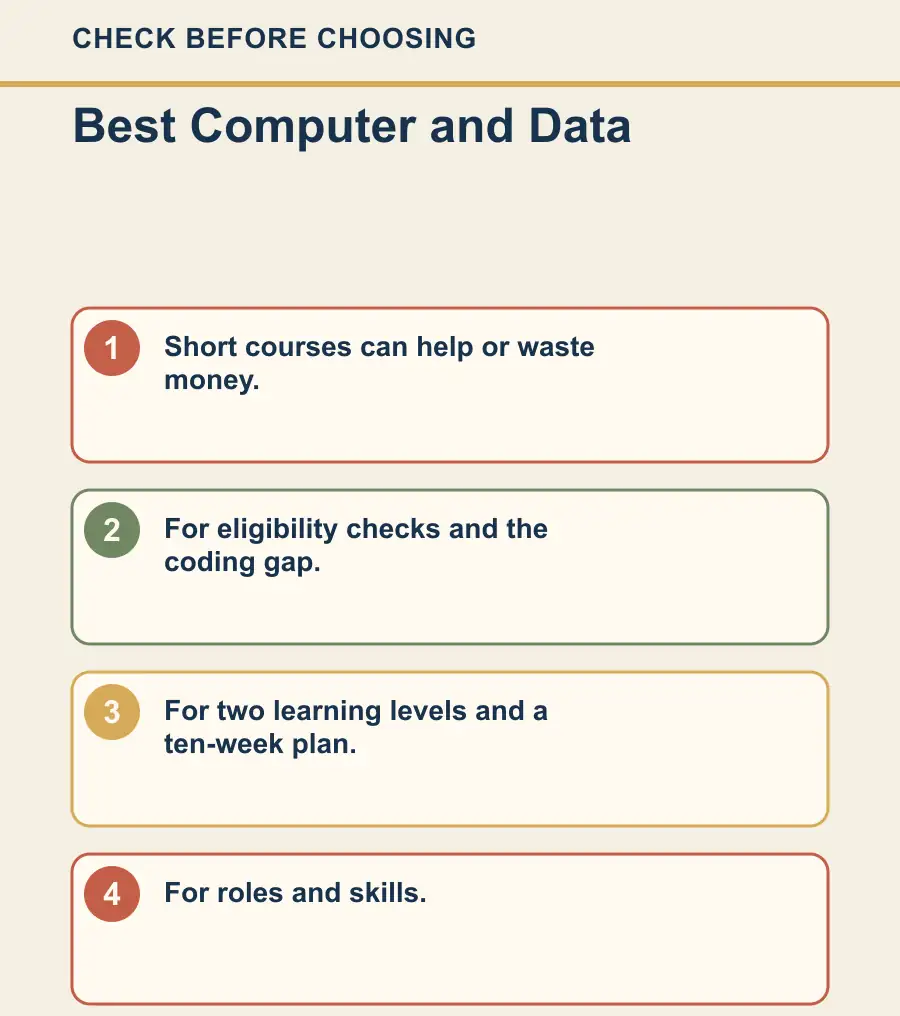 CHECK BEFORE CHOOSING
Best Computer and Data
1
Short courses can help or waste
money.
2
For eligibility checks and the
coding gap.
3
For two learning levels and a
ten-week plan.
4
For roles and skills.